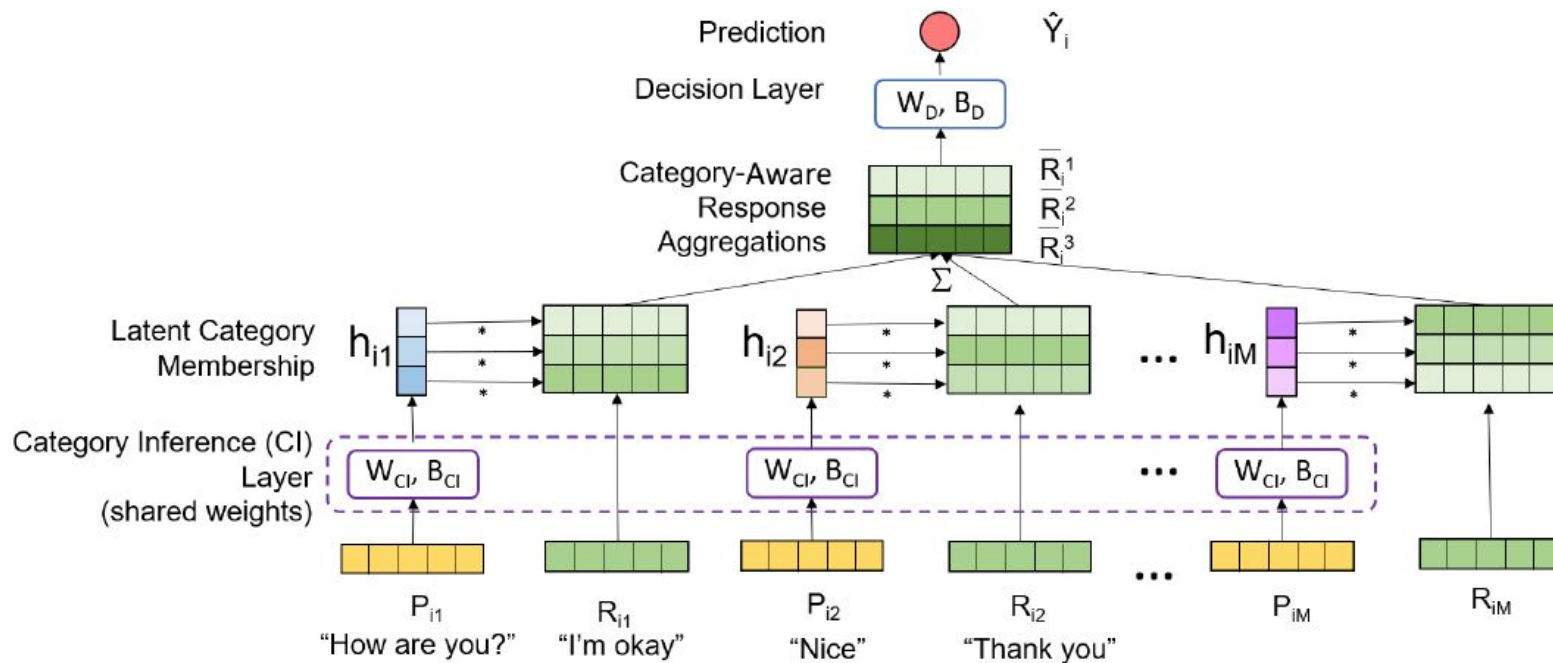 Prediction Ŷi
Decision Layer WD, BD
Category-Aware R̅i1
Response R̅i2
Aggregations R̅i3
Σ
Latent Category Membership
hi1 * * * hi2 * * * ... hiM * * *
Category Inference (CI)
Layer
(shared weights)
WCI, BCI WCI, BCI ... WCI, BCI
...
Pi1 Ri1 Pi2 Ri2 PiM RiM
“How are you?” “I'm okay” “Nice” “Thank you”